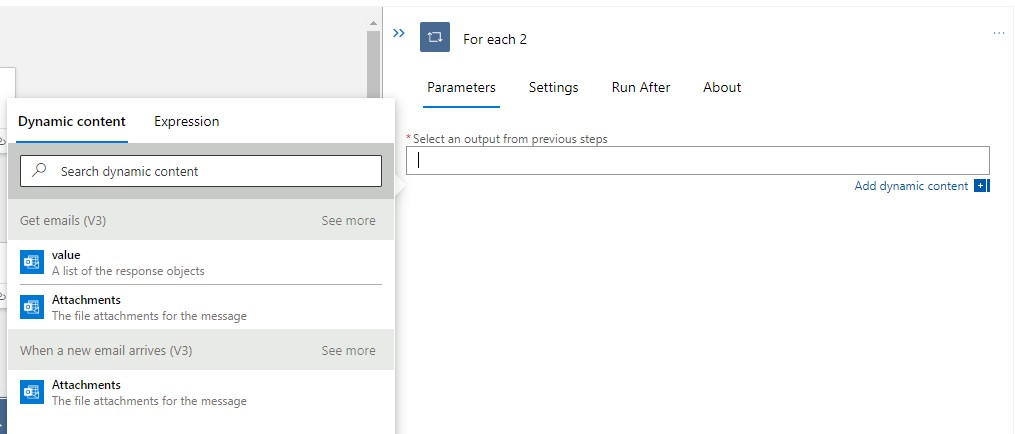 For each 2
Parameters
Settings
Run After
About
* Select an output from previous steps
Add dynamic content
Dynamic content
Expression
Search dynamic content
Get emails (V3)
See more
value
A list of the response objects
Attachments
The file attachments for the message
When a new email arrives (V3)
See more
Attachments
The file attachments for the message